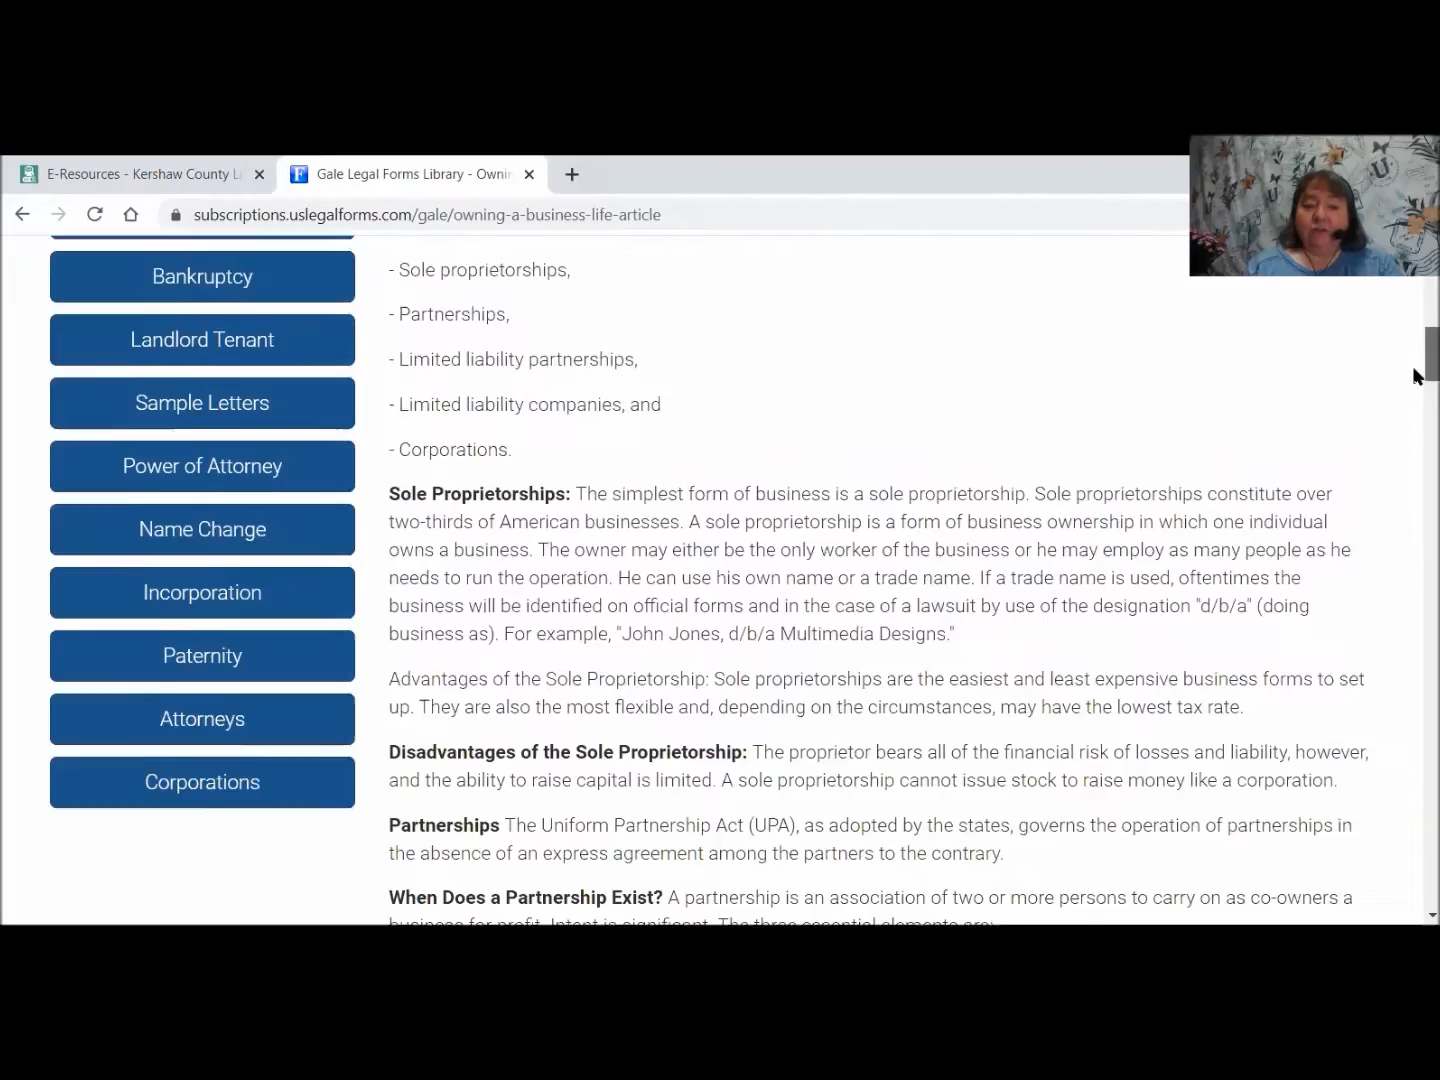 E-Resources - Kershaw County L
Gale Legal Forms Library - Ownin
subscriptions.uslegalforms.com/gale/owning-a-business-life-article
Bankruptcy
Landlord Tenant
Sample Letters
Power of Attorney
Name Change
Incorporation
Paternity
Attorneys
Corporations
- Sole proprietorships,
- Partnerships,
- Limited liability partnerships,
- Limited liability companies, and
- Corporations.
Sole Proprietorships: The simplest form of business is a sole proprietorship. Sole proprietorships constitute over
two-thirds of American businesses. A sole proprietorship is a form of business ownership in which one individual
owns a business. The owner may either be the only worker of the business or he may employ as many people as he
needs to run the operation. He can use his own name or a trade name. If a trade name is used, oftentimes the
business will be identified on official forms and in the case of a lawsuit by use of the designation "d/b/a" (doing
business as). For example, "John Jones, d/b/a Multimedia Designs."
Advantages of the Sole Proprietorship: Sole proprietorships are the easiest and least expensive business forms to set
up. They are also the most flexible and, depending on the circumstances, may have the lowest tax rate.
Disadvantages of the Sole Proprietorship: The proprietor bears all of the financial risk of losses and liability, however,
and the ability to raise capital is limited. A sole proprietorship cannot issue stock to raise money like a corporation.
Partnerships The Uniform Partnership Act (UPA), as adopted by the states, governs the operation of partnerships in
the absence of an express agreement among the partners to the contrary.
When Does a Partnership Exist? A partnership is an association of two or more persons to carry on as co-owners a
business for profit. Intent is significant. The three essential elements are: